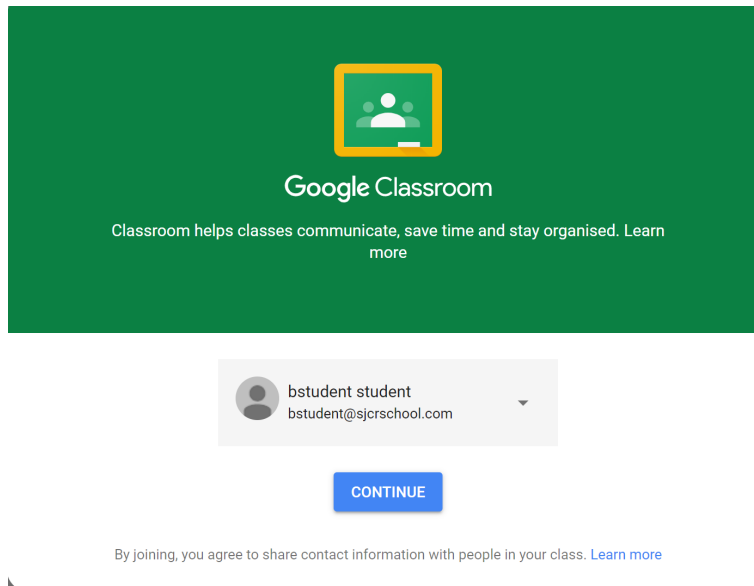 Google Classroom
Classroom helps classes communicate, save time and stay organised. Learn
more
bstudent student
bstudent@sjcrschool.com
CONTINUE
By joining, you agree to share contact information with people in your class. Learn more